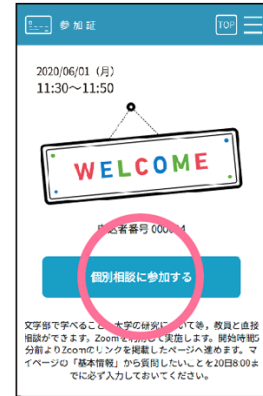 参加証
TOP
2020/06/01（月）
11:30〜11:50
WELCOME
者番号 000
個別相談に参加する
文学部で学べること 大学の研究 いて等，教員と直接
相談ができます。Zoomを利用して実施します。開始時間5
分前よりZoomのリンクを掲載したページへ進めます。マ
イページの「基本情報」から質問したいことを20日8:00ま
でに必ず入力しておいてください。